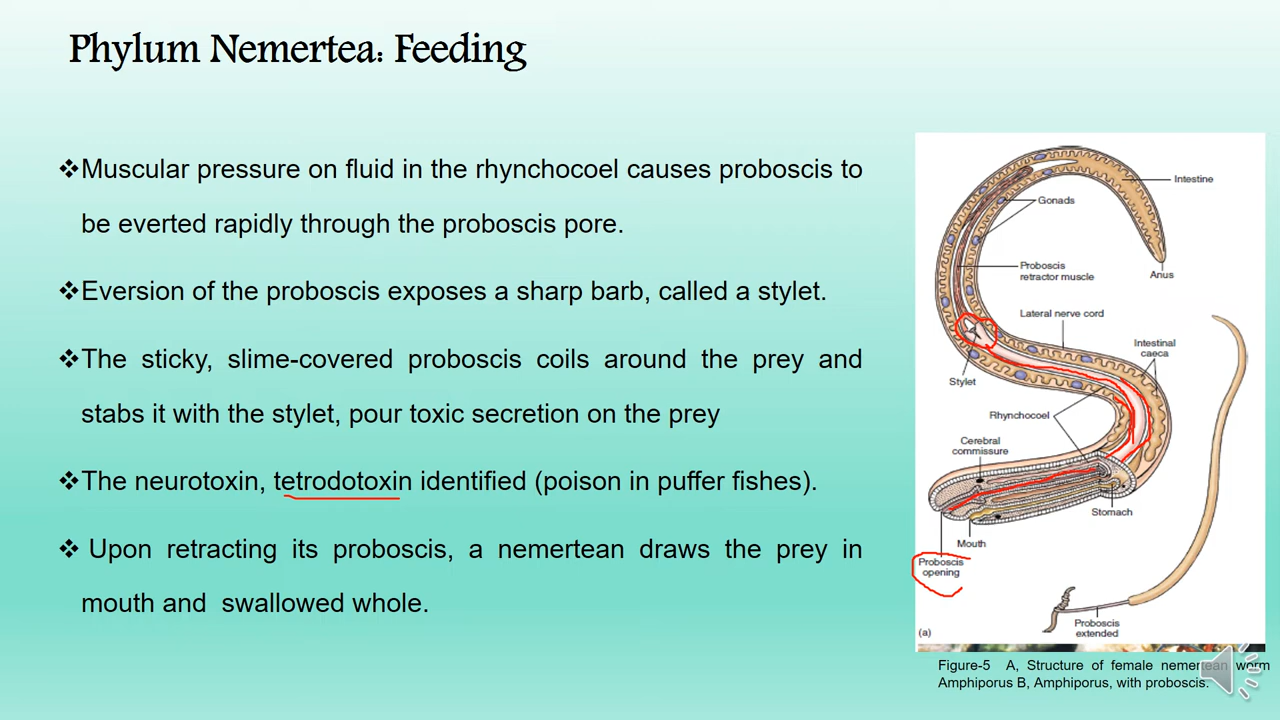 Phylum Nemertea: Feeding
❖Muscular pressure on fluid in the rhynchocoel causes proboscis to
be everted rapidly through the proboscis pore.
❖Eversion of the proboscis exposes a sharp barb, called a stylet.
❖The sticky, slime-covered proboscis coils around the prey and
stabs it with the stylet, pour toxic secretion on the prey
❖The neurotoxin, tetrodotoxin identified (poison in puffer fishes).
❖ Upon retracting its proboscis, a nemertean draws the prey in
mouth and swallowed whole.
Intestine
Gonads
Proboscis
retractor muscle
Anus
Lateral nerve cord
Intestinal
caeca
Stylet
Rhynchocoel
Cerebral
commissure
Stomach
Mouth
Proboscis
opening
Proboscis
extended
(a)
Figure-5 A, Structure of female nemertean worm
Amphiporus B, Amphiporus, with proboscis.